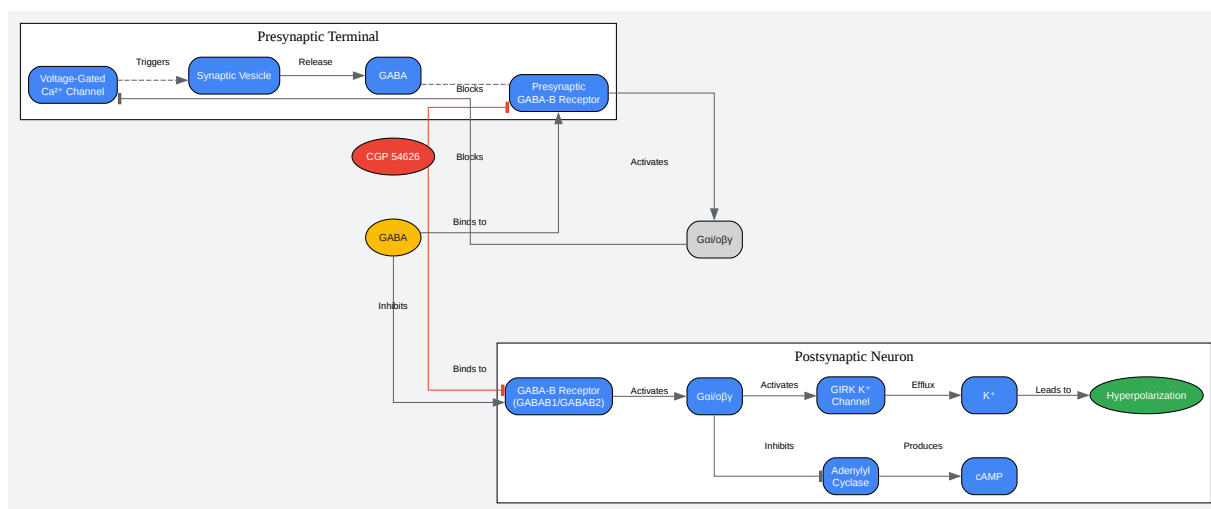 Presynaptic Terminal
Triggers
Release
Voltage-Gated
Ca²⁺ Channel
Synaptic Vesicle
GABA
Blocks
Presynaptic
GABA-B Receptor
CGP 54626
Blocks
Activates
Binds to
GABA
Gαi/oβγ
Inhibits
Postsynaptic Neuron
Binds to
GABA-B Receptor
(GABAB1/GABAB2)
Activates
Gαi/oβγ
Activates
GIRK K⁺
Channel
Efflux
K⁺
Leads to
Hyperpolarization
Inhibits
Produces
Adenylyl
Cyclase
cAMP